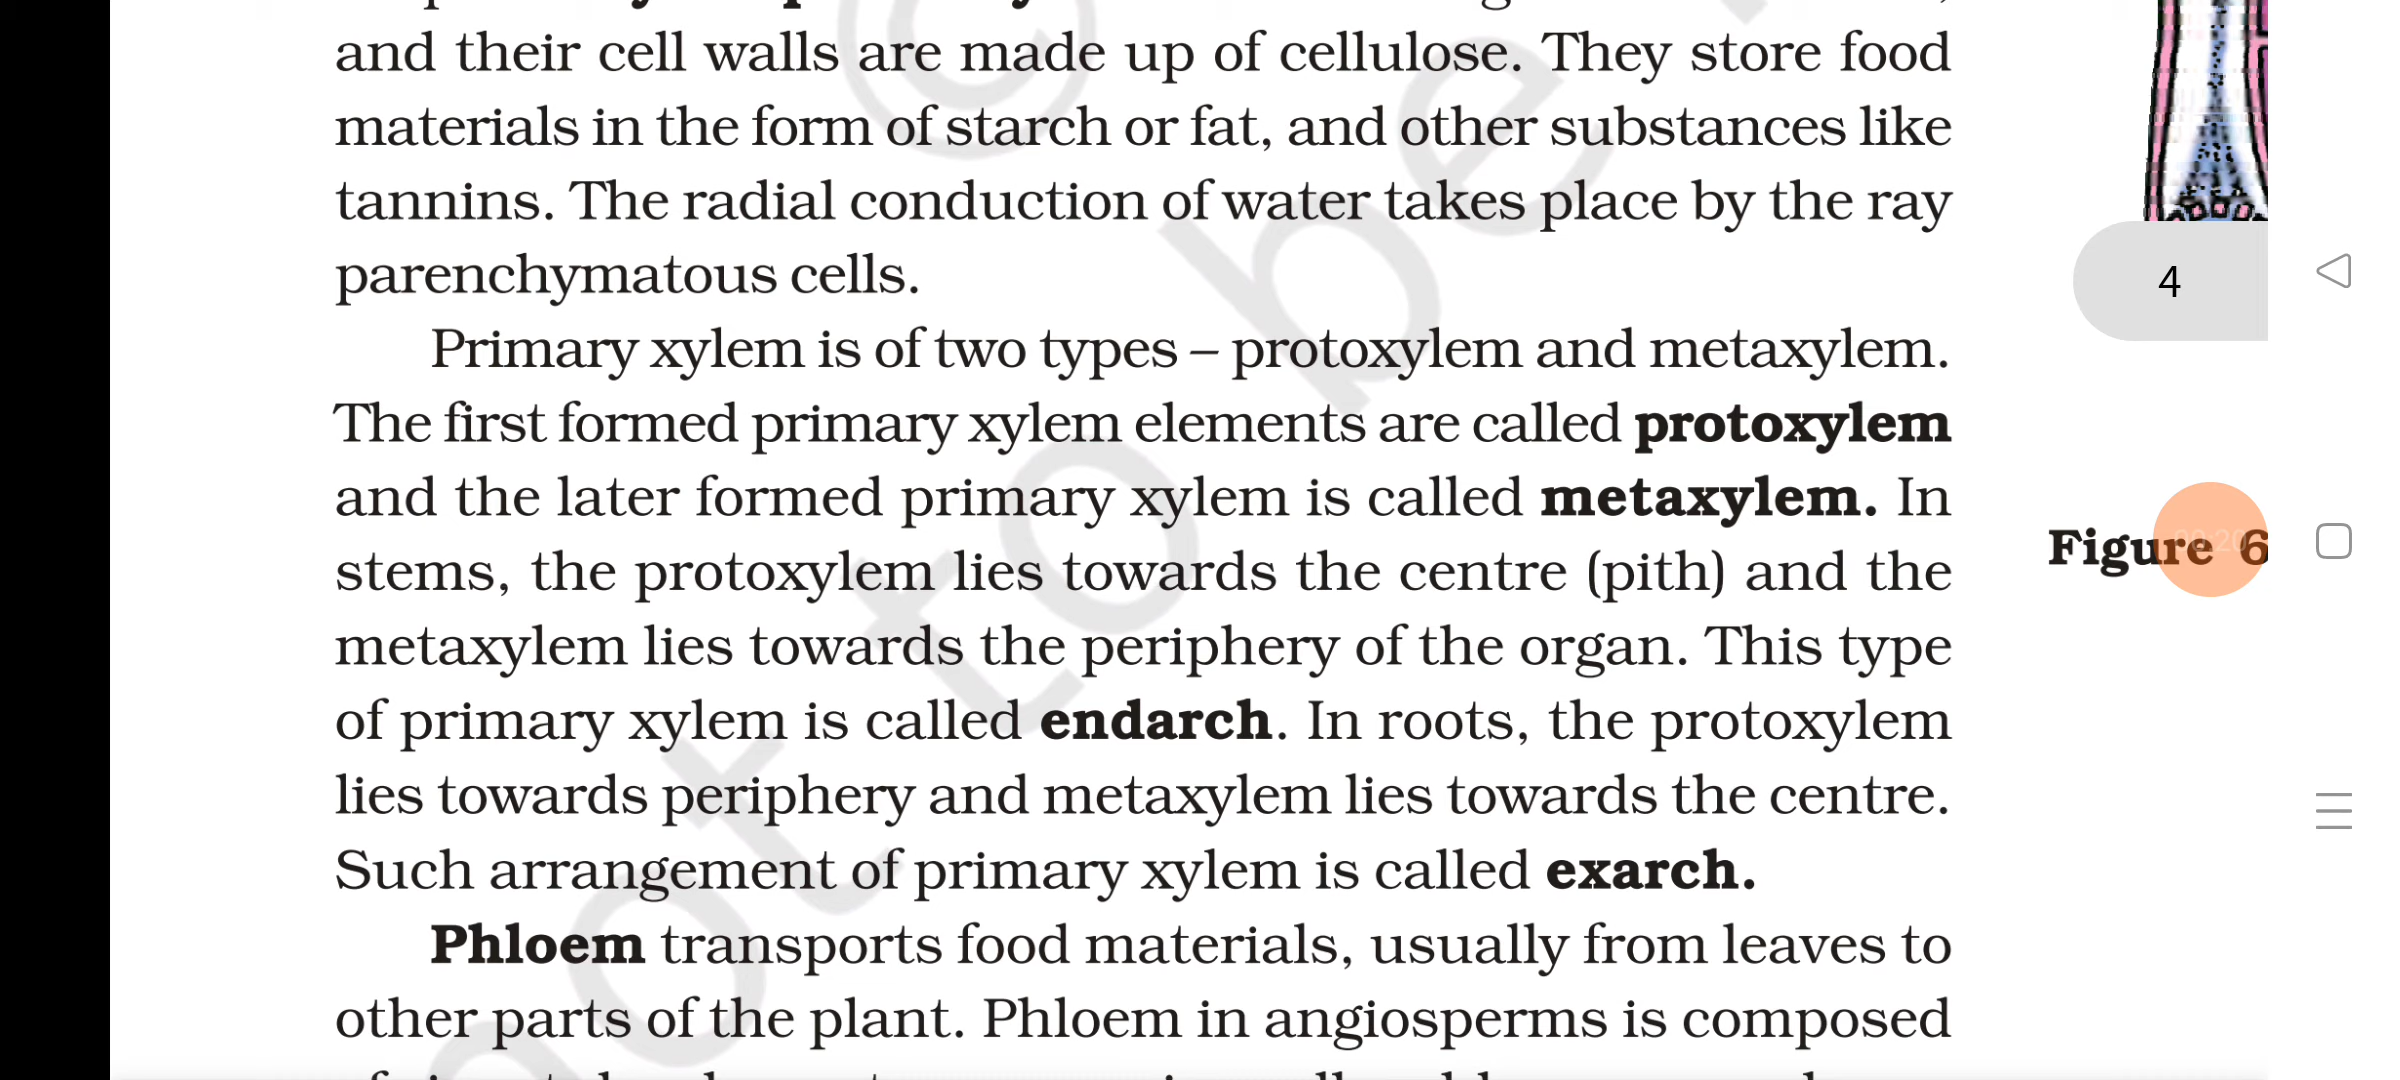 and their cell walls are made up of cellulose. They store food
materials in the form of starch or fat, and other substances like
tannins. The radial conduction of water takes place by the ray
parenchymatous cells.
4
Primary xylem is of two types – protoxylem and metaxylem.
The first formed primary xylem elements are called protoxylem
and the later formed primary xylem is called metaxylem. In
Figure 6
stems, the protoxylem lies towards the centre (pith) and the
metaxylem lies towards the periphery of the organ. This type
of primary xylem is called endarch. In roots, the protoxylem
lies towards periphery and metaxylem lies towards the centre.
Such arrangement of primary xylem is called exarch.
Phloem transports food materials, usually from leaves to
other parts of the plant. Phloem in angiosperms is composed
© not to be